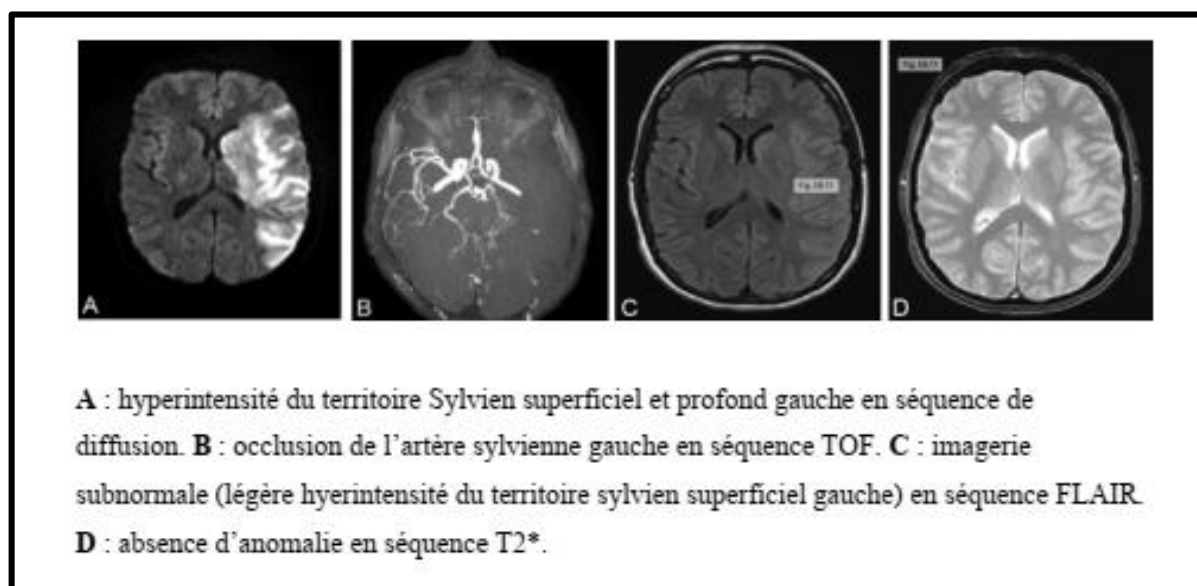 A
B
C
D
A : hyperintensité du territoire Sylvien superficiel et profond gauche en séquence de
diffusion. B : occlusion de l’artère sylvienne gauche en séquence TOF. C : imagerie
subnormale (légère hyerintensité du territoire sylvien superficiel gauche) en séquence FLAIR.
D : absence d’anomalie en séquence T2*.